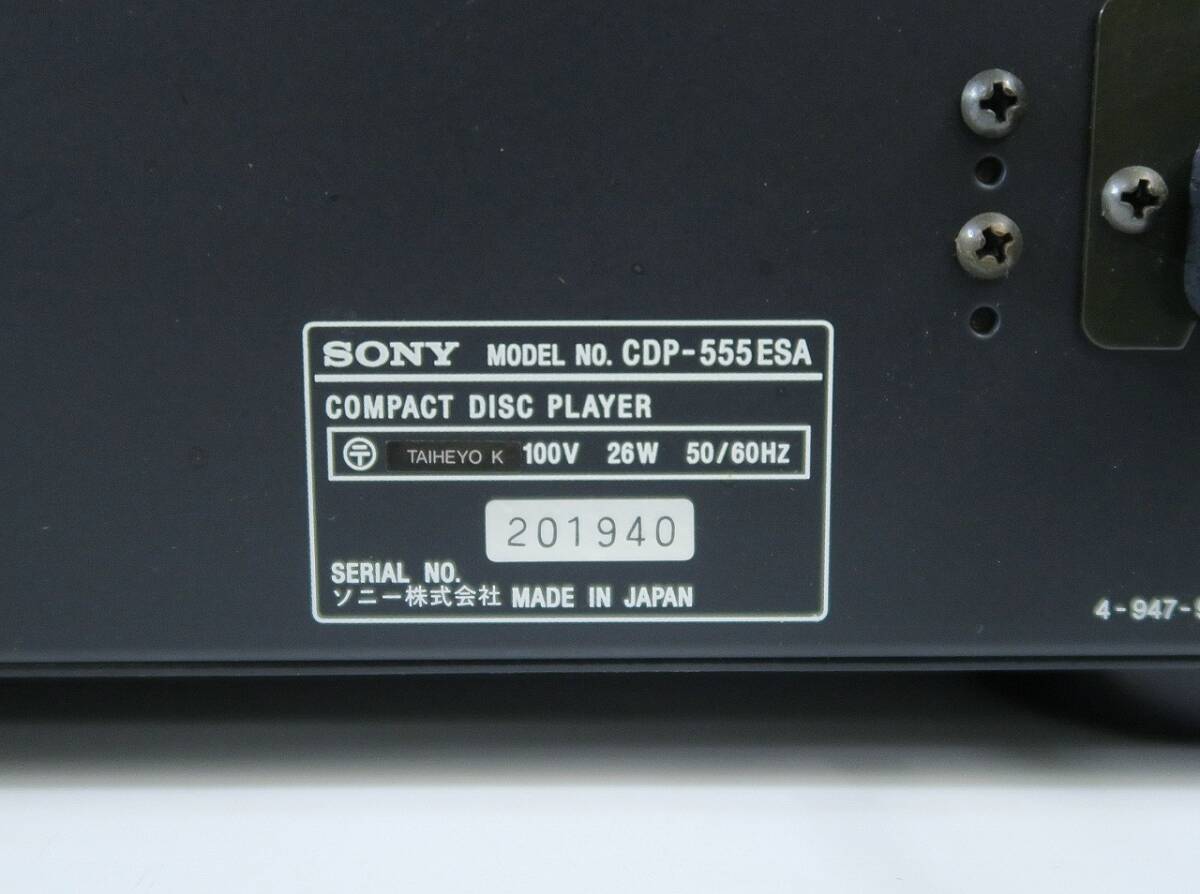 SONY MODEL NO. CDP-555ESA
COMPACT DISC PLAYER
〒 TAIHEYO K 100V 26W 50/60Hz
201940
SERIAL NO.
ソニー株式会社 MADE IN JAPAN
4-947-